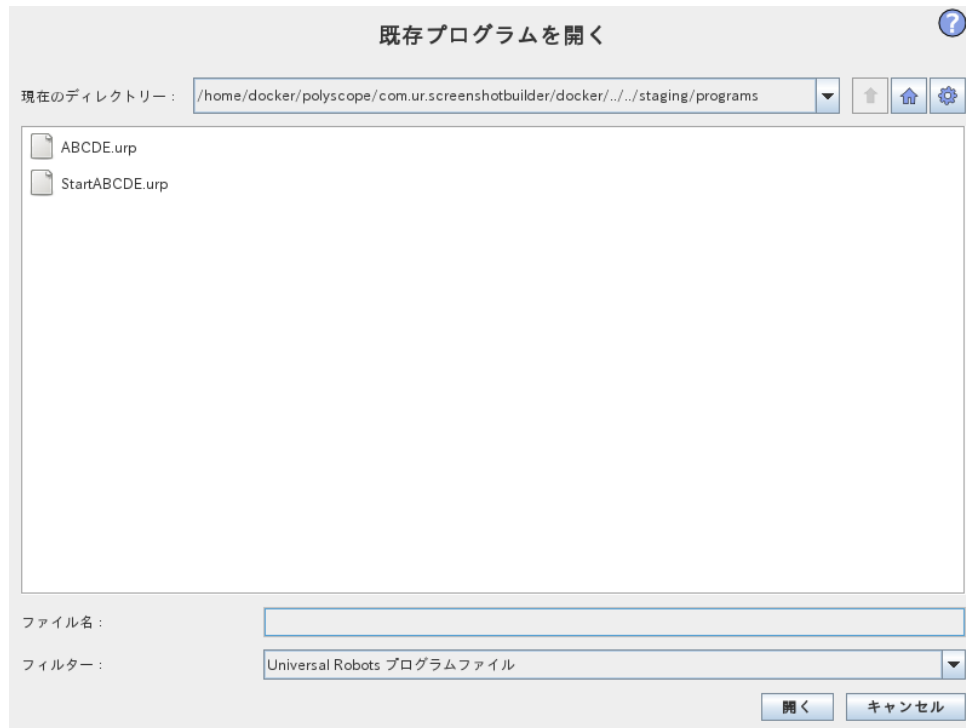 既存プログラムを開く
?
現在のディレクトリー : /home/docker/polyscope/com.ur.screenshotbuilder/docker/../../staging/programs
ABCDE.urp
StartABCDE.urp
ファイル名 :
フィルター : Universal Robots プログラムファイル
開く キャンセル